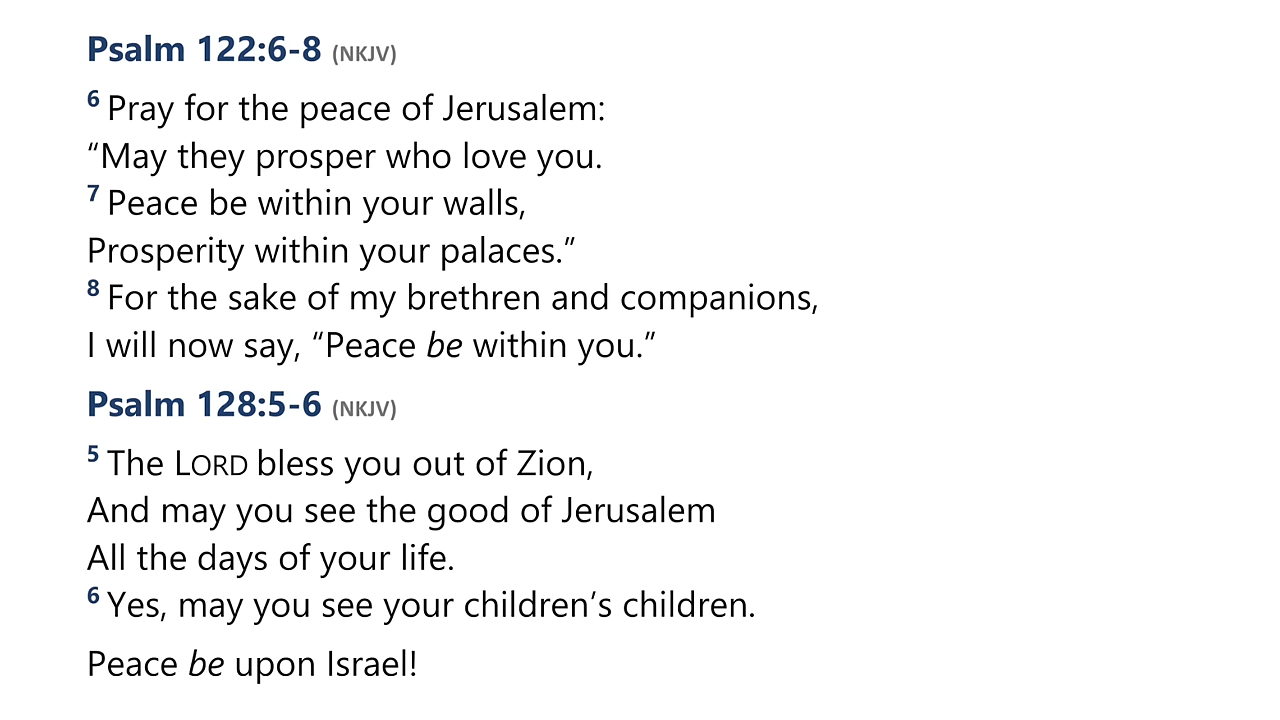 Psalm 122:6-8 (NKJV)
6 Pray for the peace of Jerusalem:
“May they prosper who love you.
7 Peace be within your walls,
Prosperity within your palaces.”
8 For the sake of my brethren and companions,
I will now say, “Peace be within you.”
Psalm 128:5-6 (NKJV)
5 The LORD bless you out of Zion,
And may you see the good of Jerusalem
All the days of your life.
6 Yes, may you see your children’s children.
Peace be upon Israel!